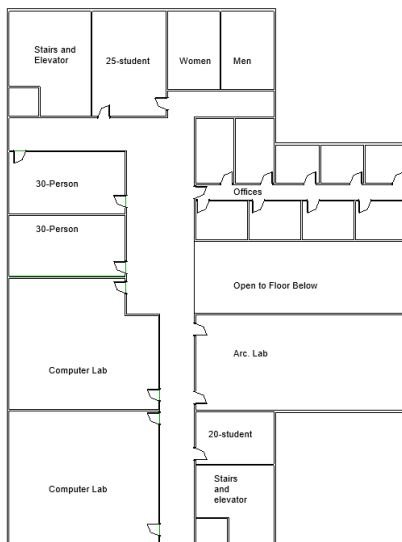 Stairs and
Elevator
25-student
Women
Men
30-Person
Offices
30-Person
Open to Floor Below
Computer Lab
Arc. Lab
20-student
Computer Lab
Stairs
and
elevator